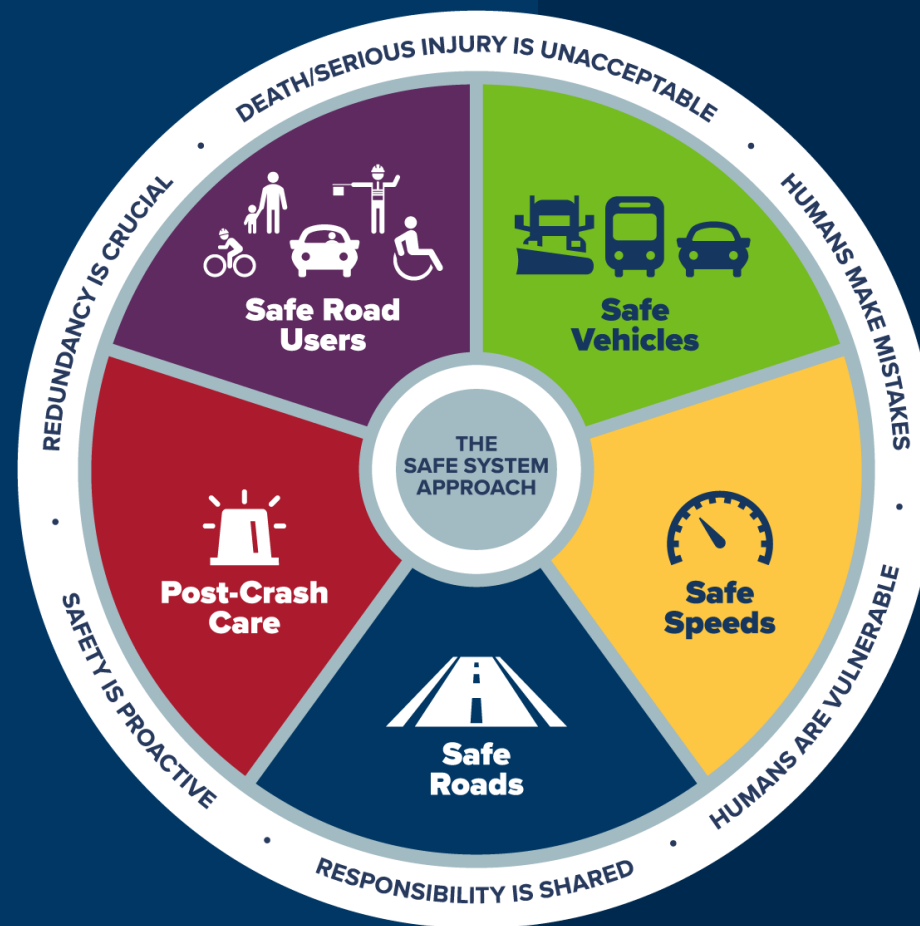 DEATH/SERIOUS INJURY IS UNACCEPTABLE
HUMANS MAKE MISTAKES
HUMANS ARE VULNERABLE
RESPONSIBILITY IS SHARED
SAFETY IS PROACTIVE
REDUNDANCY IS CRUCIAL
Safe Road
Users
Safe
Vehicles
THE
SAFE SYSTEM
APPROACH
Post-Crash
Care
Safe
Speeds
Safe
Roads